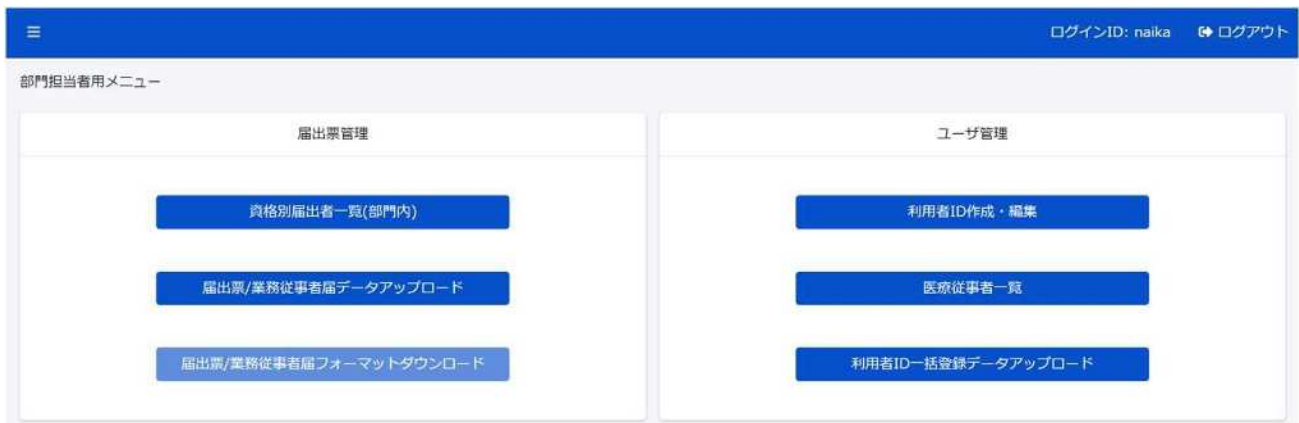 ログインID: naika ログアウト
部門担当者用メニュー
届出票管理
資格別届出者一覧(部門内)
届出票/業務従事者届データアップロード
届出票/業務従事者届フォーマットダウンロード
ユーザ管理
利用者ID作成・編集
医療従事者一覧
利用者ID一括登録データアップロード